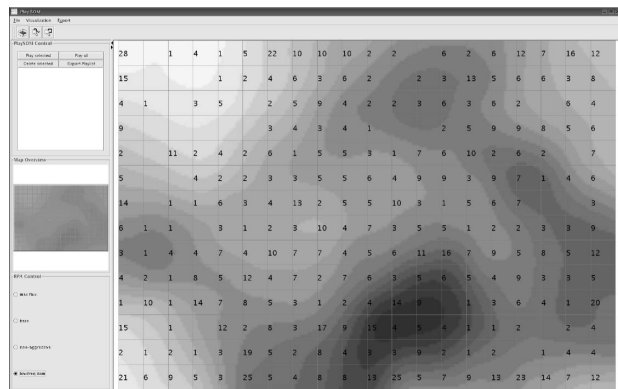 PlaySOM
File Visualization Export
PlaySOM Control
Play selected Play all
Delete selected Export Playlist
Map Overview
RP4 Control
Bass
non-aggressive
low freq dom
28 1 4 1 5 22 10 10 10 2 2 6 2 6 12 7 16 12
15 1 2 4 6 3 6 2 2 3 13 5 6 6 3 8
4 1 3 5 2 5 9 4 2 2 3 6 3 6 2 6 4
9 3 4 3 4 1 2 5 9 9 8 5 6
2 11 2 4 2 6 1 5 5 3 1 7 6 10 2 6 2 7
5 4 2 2 3 3 5 5 6 4 9 9 3 9 7 1 4 6
14 1 1 6 3 4 13 2 5 5 10 3 1 5 6 7 3
6 1 1 3 1 2 3 10 4 7 3 5 5 1 2 2 3 3 9
3 1 4 4 7 4 10 7 7 4 5 6 11 16 7 9 5 8 5 12
4 2 1 8 5 12 4 7 2 7 6 3 5 6 5 4 9 3 3 5
1 10 1 14 7 8 5 3 1 2 4 14 8 1 3 6 4 1 20
15 1 12 2 8 3 17 9 15 4 5 4 1 1 2 2 4
2 1 2 1 3 19 5 2 8 4 3 3 9 2 1 2 1 4 4
21 6 9 5 3 25 5 4 8 8 13 25 5 7 9 13 23 14 7 12